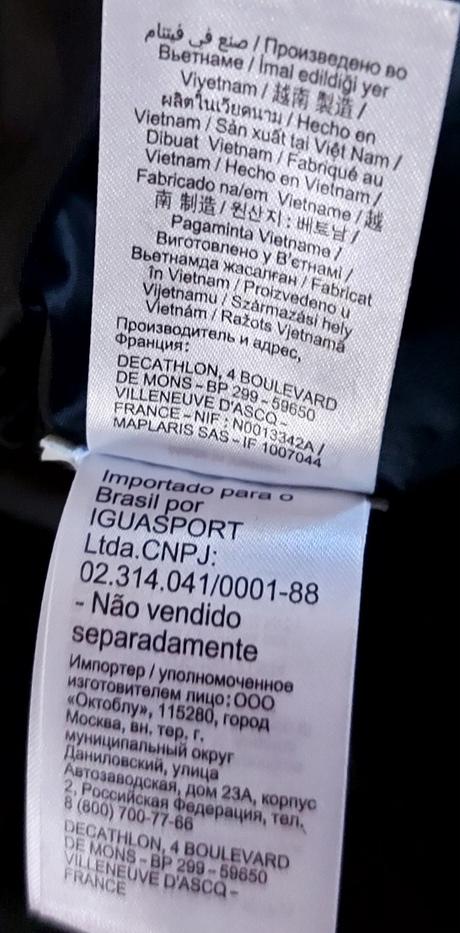 صنع في فيتنام / Произведено во
Вьетнаме / İmal edildiği yer
Viyetnam / 越南 製造 /
ผลิตในเวียดนาม / Hecho en
Vietnam / Sản xuất tại Việt Nam /
Dibuat Vietnam / Fabriqué au
Vietnam / Hecho en Vietnam /
Fabricado na/em Vietname / 越
南 制造 / 원산지 : 베트남 /
Pagaminta Vietname /
Виготовлено у В'єтнамі /
Вьетнамда жасалған / Fabricat
în Vietnam / Proizvedeno u
Vijetnamu / Származási hely
Vietnám / Ražots Vjetnamā
Производитель и адрес,
Франция:
DECATHLON, 4 BOULEVARD
DE MONS – BP 299 – 59650
VILLENEUVE D'ASCQ –
FRANCE – NIF : N0013342A /
MAPLARIS SAS – IF 1007044
Importado para o
Brasil por
IGUASPORT
Ltda.CNPJ:
02.314.041/0001-88
- Não vendido
separadamente
Импортер / уполномоченное
изготовителем лицо: ООО
«Октоблу», 115280, город
Москва, вн. тер. г.
муниципальный округ
Даниловский, улица
Автозаводская, дом 23А, корпус
2, Российская Федерация, тел.
8 (800) 700-77-66
DECATHLON, 4 BOULEVARD
DE MONS – BP 299 – 59650
VILLENEUVE D'ASCQ –
FRANCE